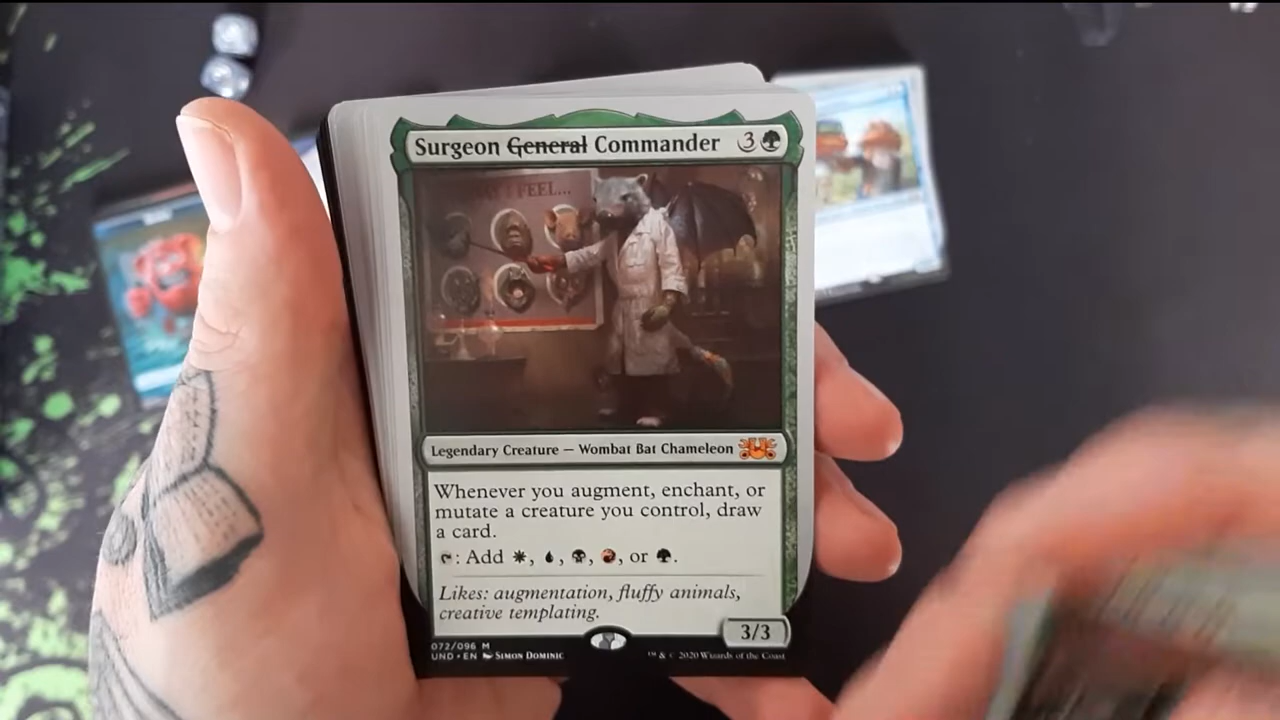 Surgeon General Commander 3
FEEL...
Legendary Creature — Wombat Bat Chameleon
Whenever you augment, enchant, or
mutate a creature you control, draw
a card.
: Add , , , , or .
Likes: augmentation, fluffy animals,
creative templating.
3/3
072/096 M
UND • EN SIMON DOMINIC
™ & © 2020 Wizards of the Coast